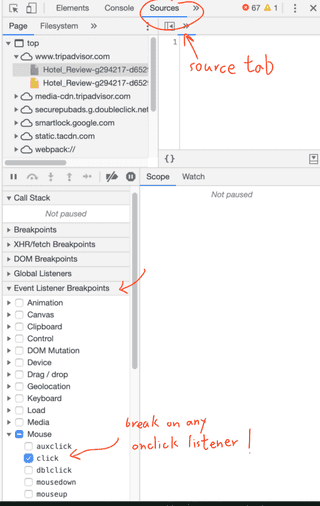 Elements
Console
Sources
»
67
1
Page
Filesystem
»
top
www.tripadvisor.com
Hotel_Review-g294217-d652
Hotel_Review-g294217-d652
media-cdn.tripadvisor.com
securepubads.g.doubleclick.net
smartlock.google.com
static.tacdn.com
webpack://
»
1
source tab
{}
Scope
Watch
Not paused
Call Stack
Not paused
Breakpoints
XHR/fetch Breakpoints
DOM Breakpoints
Global Listeners
Event Listener Breakpoints
Animation
Canvas
Clipboard
Control
DOM Mutation
Device
Drag / drop
Geolocation
Keyboard
Load
Media
Mouse
auxclick
click
dblclick
mousedown
mouseup
break on any
onclick listener!